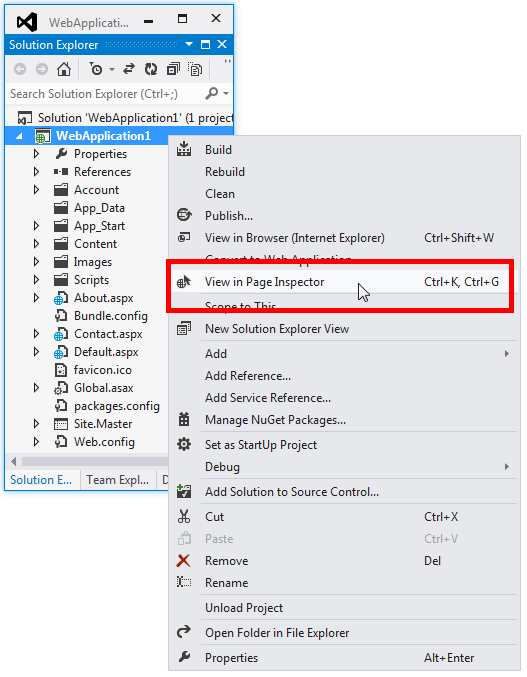 WebApplicati...
Solution Explorer
Search Solution Explorer (Ctrl+;)
Solution 'WebApplication1' (1 project
WebApplication1
Properties
References
Account
App_Data
App_Start
Content
Images
Scripts
About.aspx
Bundle.config
Contact.aspx
Default.aspx
favicon.ico
Global.asax
packages.config
Site.Master
Web.config
Solution E...
Team Expl...
Build
Rebuild
Clean
Publish...
View in Browser (Internet Explorer) Ctrl+Shift+W
Convert to Web Application
View in Page Inspector Ctrl+K, Ctrl+G
Scope to This
New Solution Explorer View
Add
Add Reference...
Add Service Reference...
Manage NuGet Packages...
Set as StartUp Project
Debug
Add Solution to Source Control...
Cut Ctrl+X
Paste Ctrl+V
Remove Del
Rename
Unload Project
Open Folder in File Explorer
Properties Alt+Enter